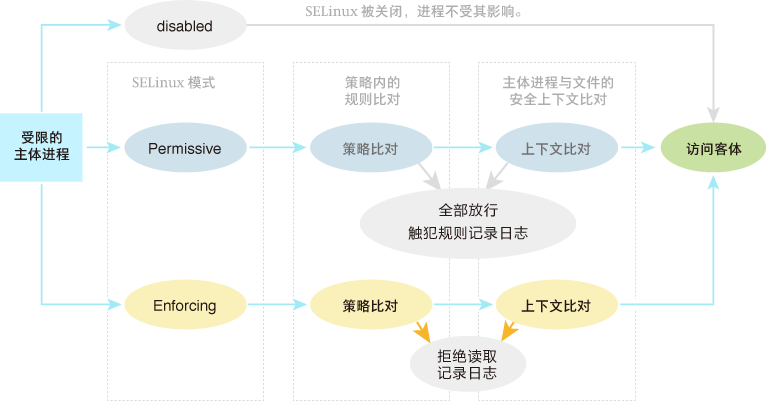 disabled
SELinux 被关闭，进程不受其影响。
SELinux 模式
策略内的
规则比对
主体进程与文件的
安全上下文比对
受限的
主体进程
Permissive
策略比对
上下文比对
访问客体
全部放行
触犯规则记录日志
Enforcing
策略比对
上下文比对
拒绝读取
记录日志